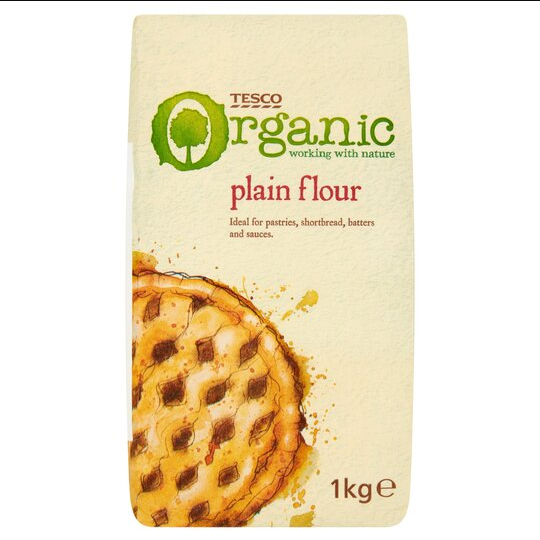 TESCO
Organic
working with nature
plain flour
Ideal for pastries, shortbread, batters
and sauces.
1kg℮